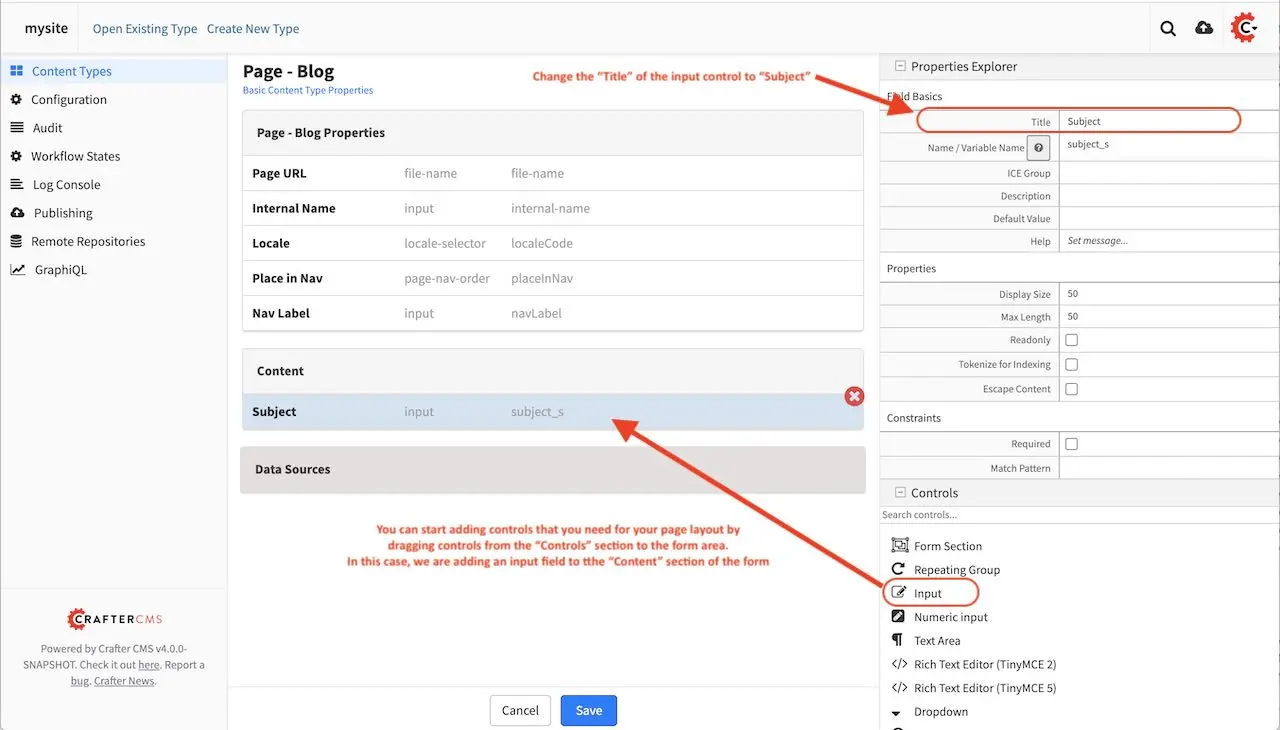 mysite
Open Existing Type
Create New Type
Content Types
Configuration
Audit
Workflow States
Log Console
Publishing
Remote Repositories
GraphiQL
CRAFTERCMS
Powered by Crafter CMS v4.0.0-
SNAPSHOT. Check it out here. Report a
bug. Crafter News.
Page - Blog
Basic Content Type Properties
Change the "Title" of the input control to "Subject"
Page - Blog Properties
Page URL file-name file-name
Internal Name input internal-name
Locale locale-selector localeCode
Place in Nav page-nav-order placeInNav
Nav Label input navLabel
Content
Subject input subject_s
Data Sources
You can start adding controls that you need for your page layout by
dragging controls from the "Controls" section to the form area.
In this case, we are adding an input field to tthe "Content" section of the form
Cancel
Save
Properties Explorer
Field Basics
Title Subject
Name / Variable Name ? subject_s
ICE Group
Description
Default Value
Help Set message...
Properties
Display Size 50
Max Length 50
Readonly
Tokenize for Indexing
Escape Content
Constraints
Required
Match Pattern
Controls
Search controls...
Form Section
Repeating Group
Input
Numeric input
Text Area
Rich Text Editor (TinyMCE 2)
Rich Text Editor (TinyMCE 5)
Dropdown